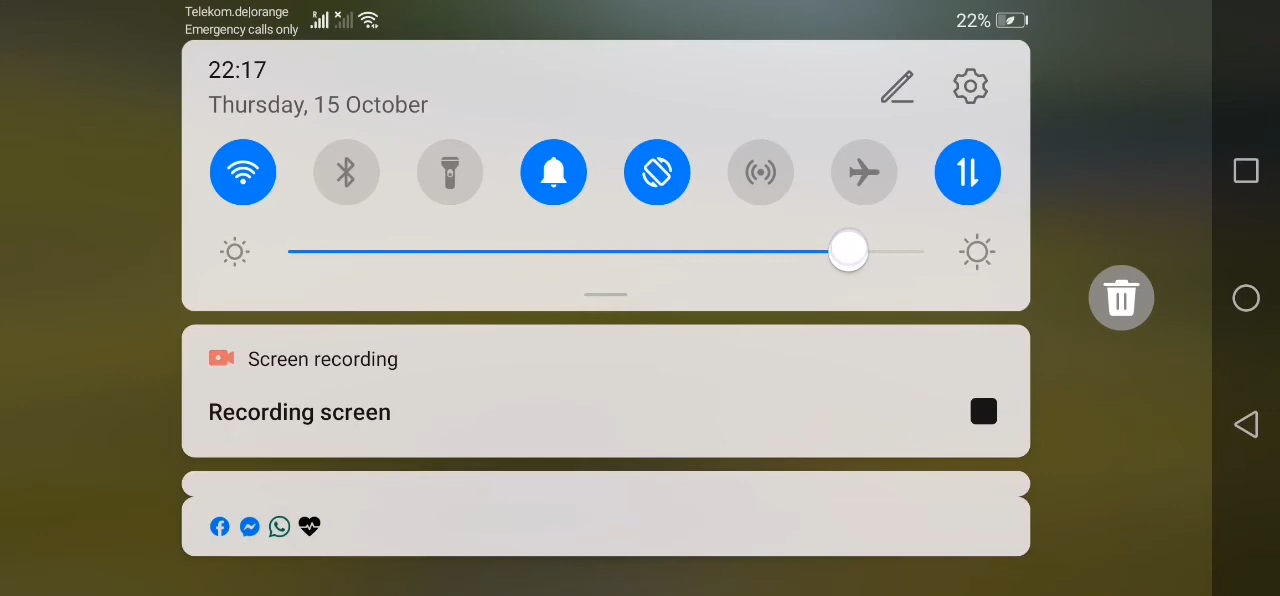 Telekom.de|orange
Emergency calls only
22%
22:17
Thursday, 15 October
Screen recording
Recording screen